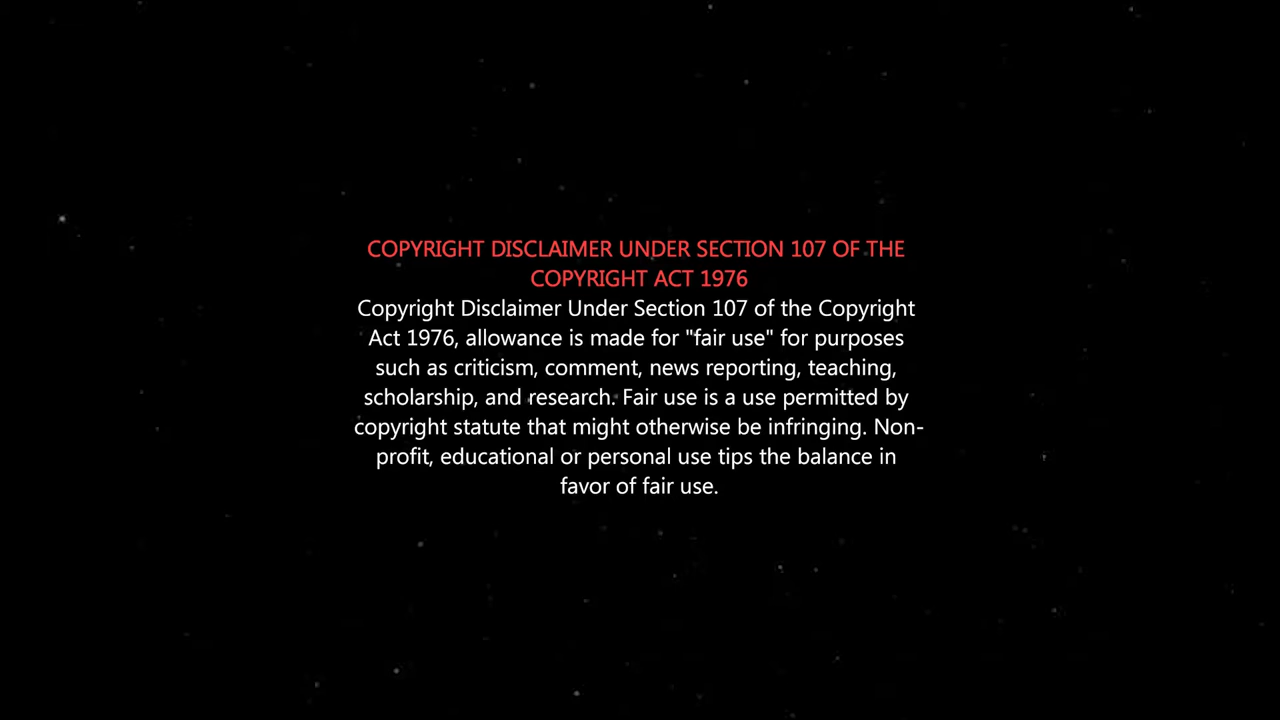 COPYRIGHT DISCLAIMER UNDER SECTION 107 OF THE
COPYRIGHT ACT 1976
Copyright Disclaimer Under Section 107 of the Copyright
Act 1976, allowance is made for "fair use" for purposes
such as criticism, comment, news reporting, teaching,
scholarship, and research. Fair use is a use permitted by
copyright statute that might otherwise be infringing. Non-
profit, educational or personal use tips the balance in
favor of fair use.